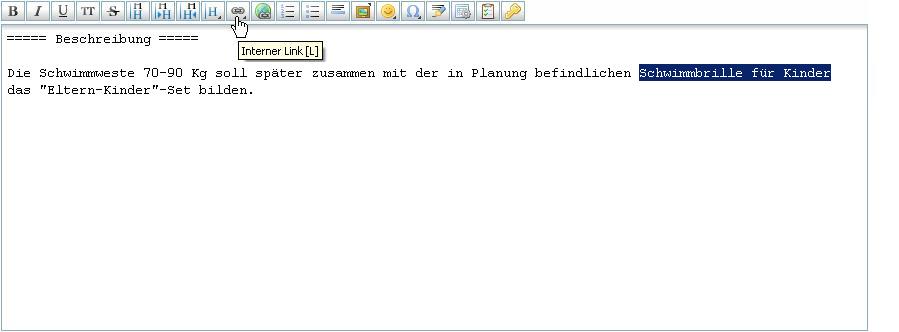 B I U TT S H H H H Ω
===== Beschreibung =====
Interner Link [L]
Die Schwimmweste 70-90 Kg soll später zusammen mit der in Planung befindlichen Schwimmbrille für Kinder
das "Eltern-Kinder"-Set bilden.